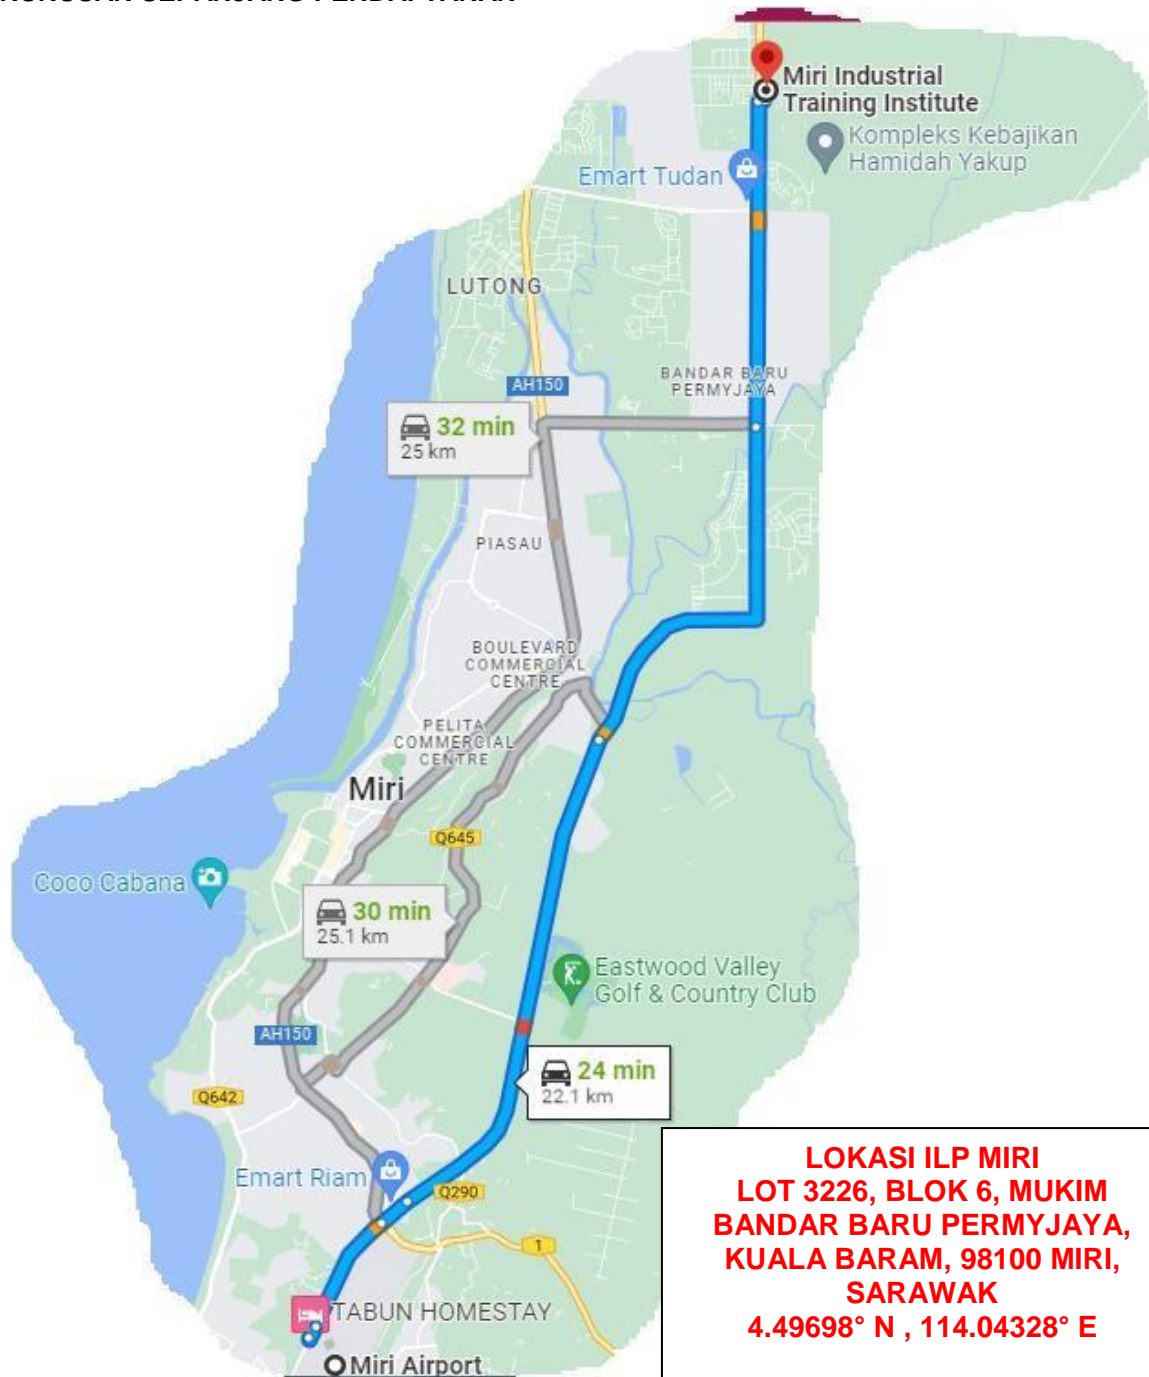 Miri Industrial
Training Institute
Kompleks Kebajikan
Hamidah Yakup
Emart Tudan
LUTONG
BANDAR BARU
PERMYJAYA
AH150
32 min
25 km
PIASAU
BOULEVARD
COMMERCIAL
CENTRE
PELITA
COMMERCIAL
CENTRE
Miri
Q645
Coco Cabana
30 min
25.1 km
Eastwood Valley
Golf & Country Club
AH150
24 min
22.1 km
Q642
Emart Riam
Q290
1
TABUN HOMESTAY
Miri Airport
LOKASI ILP MIRI
LOT 3226, BLOK 6, MUKIM
BANDAR BARU PERMYJAYA,
KUALA BARAM, 98100 MIRI,
SARAWAK
4.49698° N , 114.04328° E